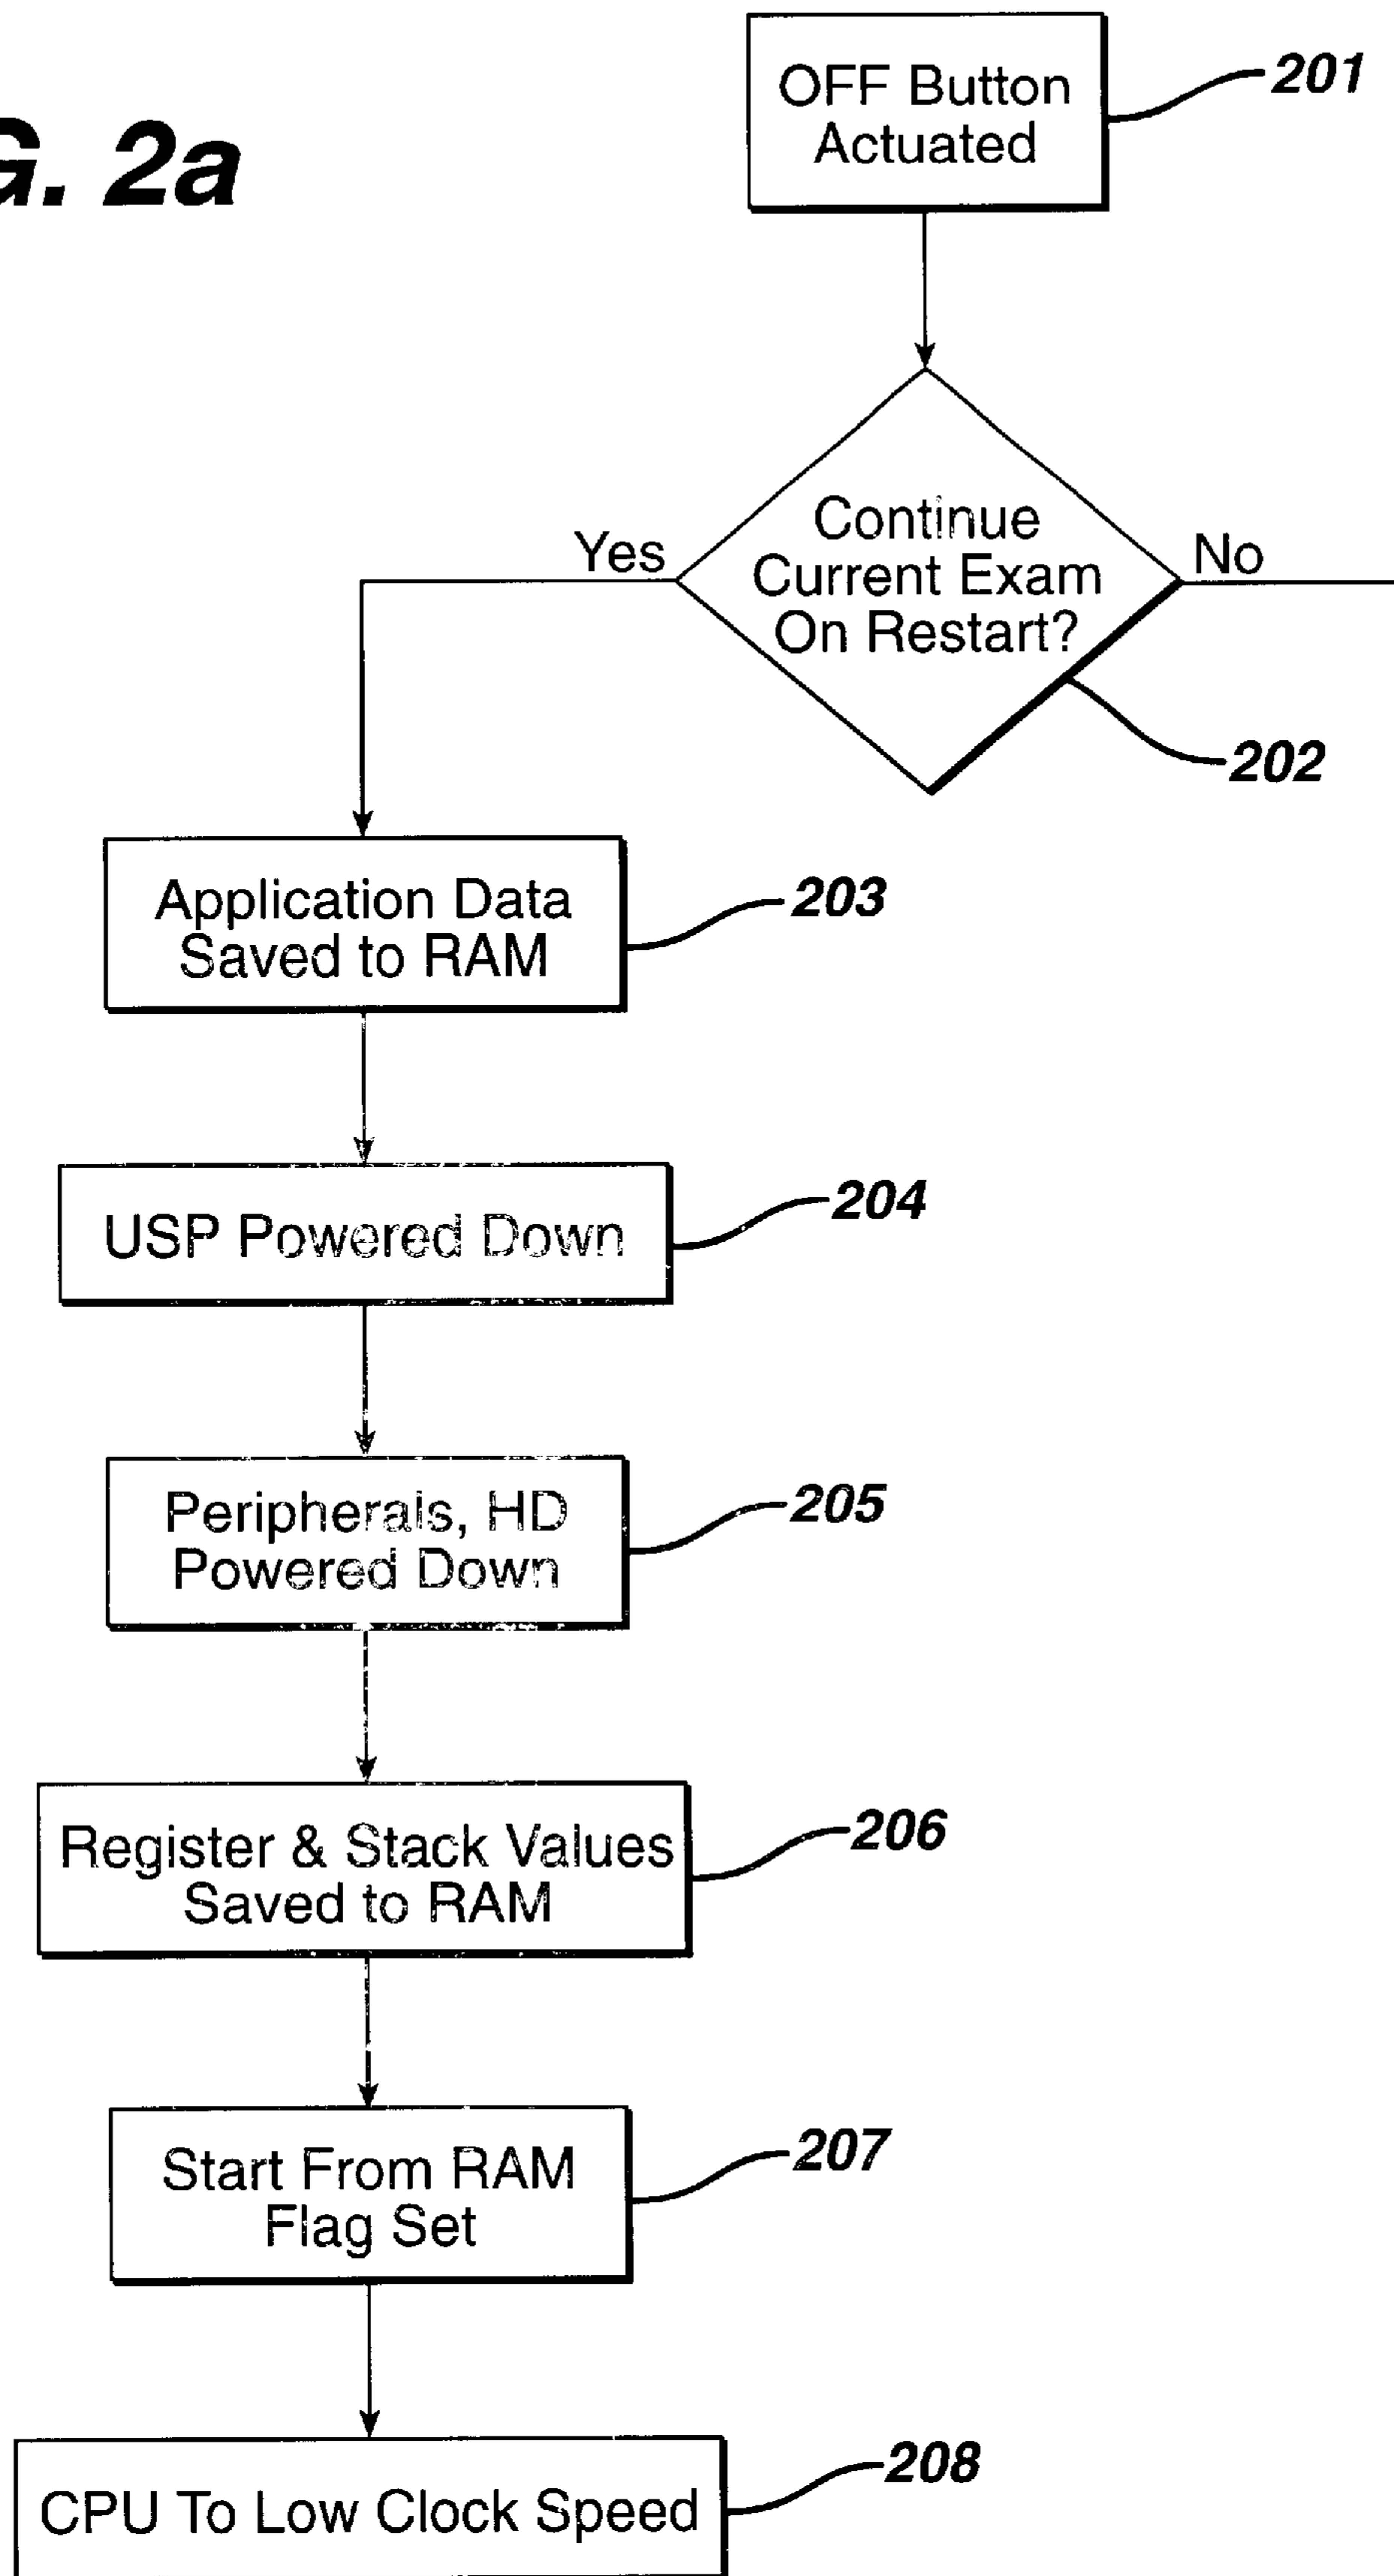 G. 2a
OFF Button
Actuated
201
Continue
Current Exam
On Restart?
Yes
No
202
Application Data
Saved to RAM
203
USP Powered Down
204
Peripherals, HD
Powered Down
205
Register & Stack Values
Saved to RAM
206
Start From RAM
Flag Set
207
CPU To Low Clock Speed
208